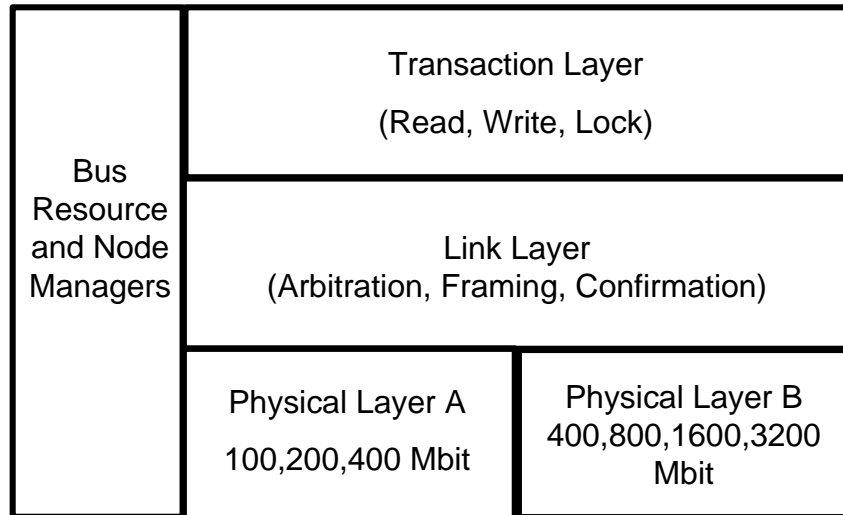 Bus
Resource
and Node
Managers
Transaction Layer
(Read, Write, Lock)
Link Layer
(Arbitration, Framing, Confirmation)
Physical Layer A
100,200,400 Mbit
Physical Layer B
400,800,1600,3200
Mbit